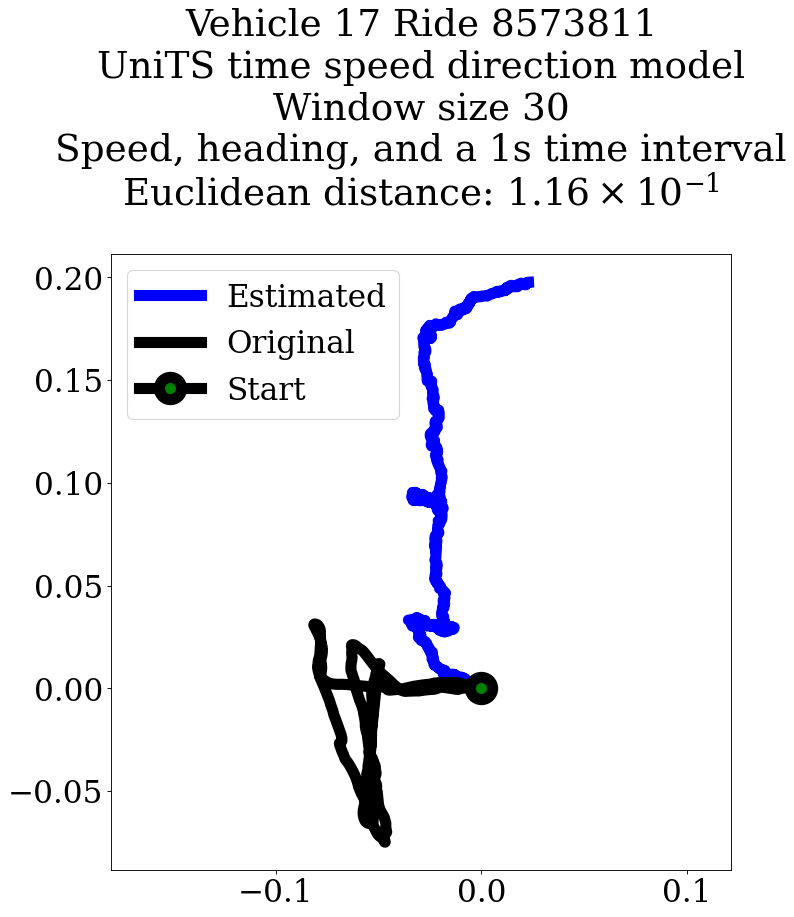 Vehicle 17 Ride 8573811
UniTS time speed direction model
Window size 30
Speed, heading, and a 1s time interval
Euclidean distance: 1.16 × 10⁻¹
Estimated
Original
Start
0.20
0.15
0.10
0.05
0.00
−0.05
−0.1
0.0
0.1